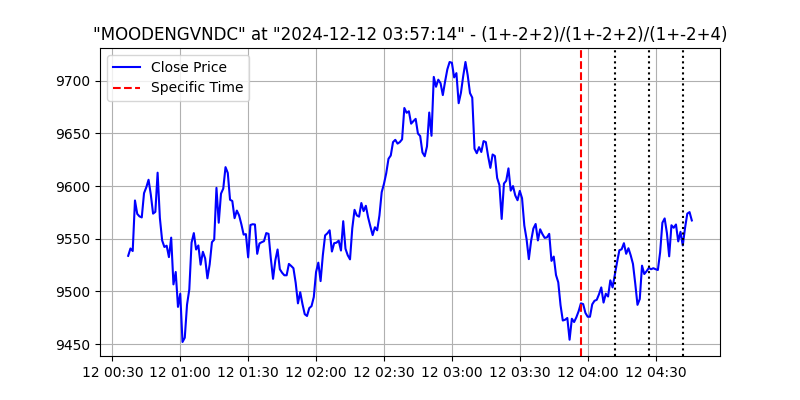 "MOODENGVNDC" at "2024-12-12 03:57:14" - (1+-2+2)/(1+-2+2)/(1+-2+4)
Close Price
Specific Time
9700
9650
9600
9550
9500
9450
12 00:30 12 01:00 12 01:30 12 02:00 12 02:30 12 03:00 12 03:30 12 04:00 12 04:30